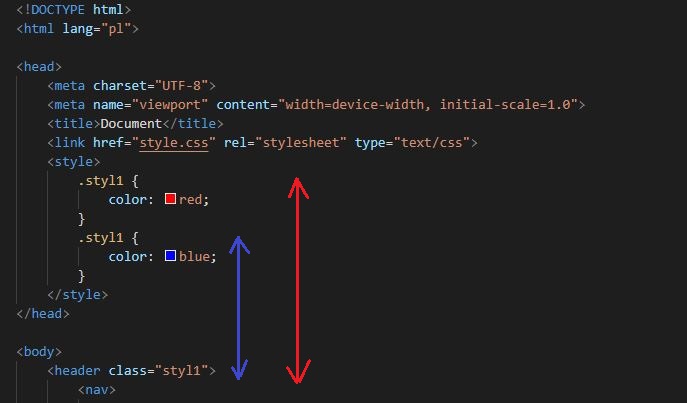 <!DOCTYPE html>
<html lang="pl">
<head>
<meta charset="UTF-8">
<meta name="viewport" content="width=device-width, initial-scale=1.0">
<title>Document</title>
<link href="style.css" rel="stylesheet" type="text/css">
<style>
.styl1 {
color: red;
}
.styl1 {
color: blue;
}
</style>
</head>
<body>
<header class="styl1">
<nav>